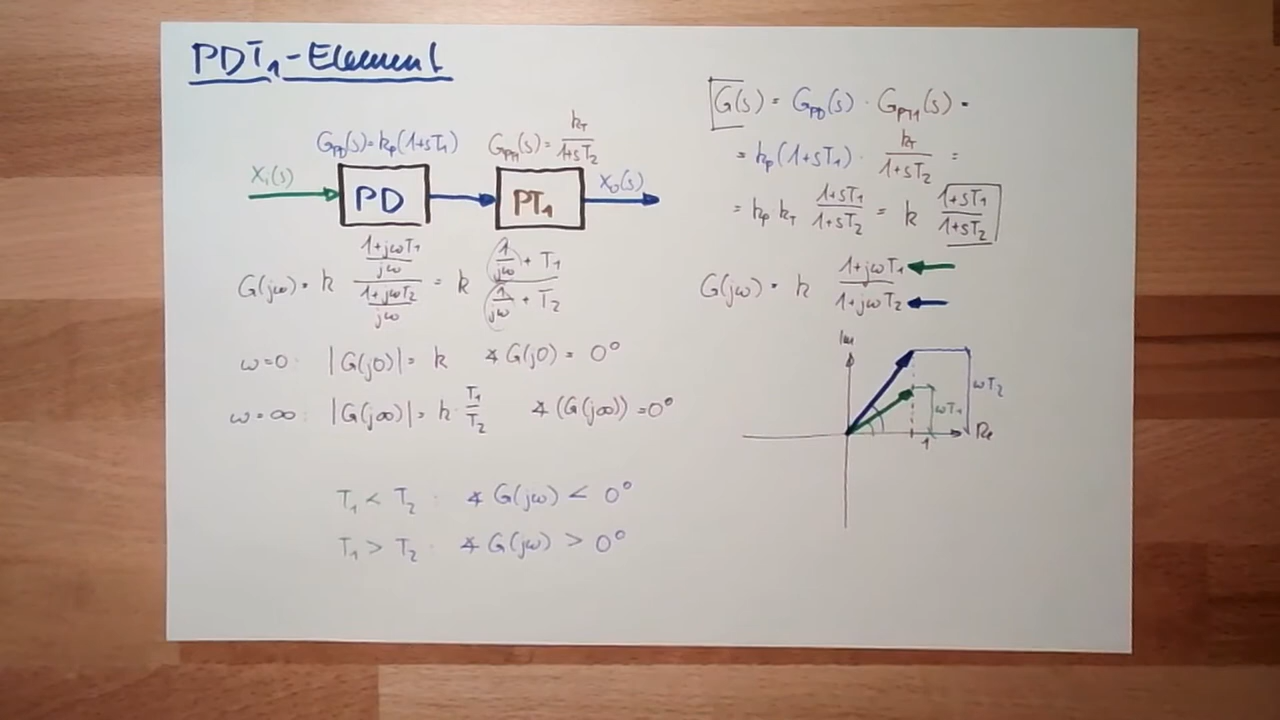 PDT₁-Element
G_PD(s)=k_p(1+sT₁)
G_PT1(s)= k_T/(1+sT₂)
X_i(s)
PD
PT₁
X_o(s)
G(jω) = k ((1+jωT₁)/jω)/((1+jωT₂)/jω) = k (1/jω + T₁)/(1/jω + T₂)
ω=0: |G(j0)| = k ∡G(j0) = 0°
ω=∞: |G(j∞)| = k · T₁/T₂ ∡(G(j∞)) = 0°
T₁ < T₂ : ∡G(jω) < 0°
T₁ > T₂ : ∡G(jω) > 0°
G(s) = G_PD(s) · G_PT1(s) =
= k_p(1+sT₁) · k_T/(1+sT₂) =
= k_p k_T (1+sT₁)/(1+sT₂) = k (1+sT₁)/(1+sT₂)
G(jω) = k (1+jωT₁)/(1+jωT₂)
Im
ωT₂
ωT₁
Re
1